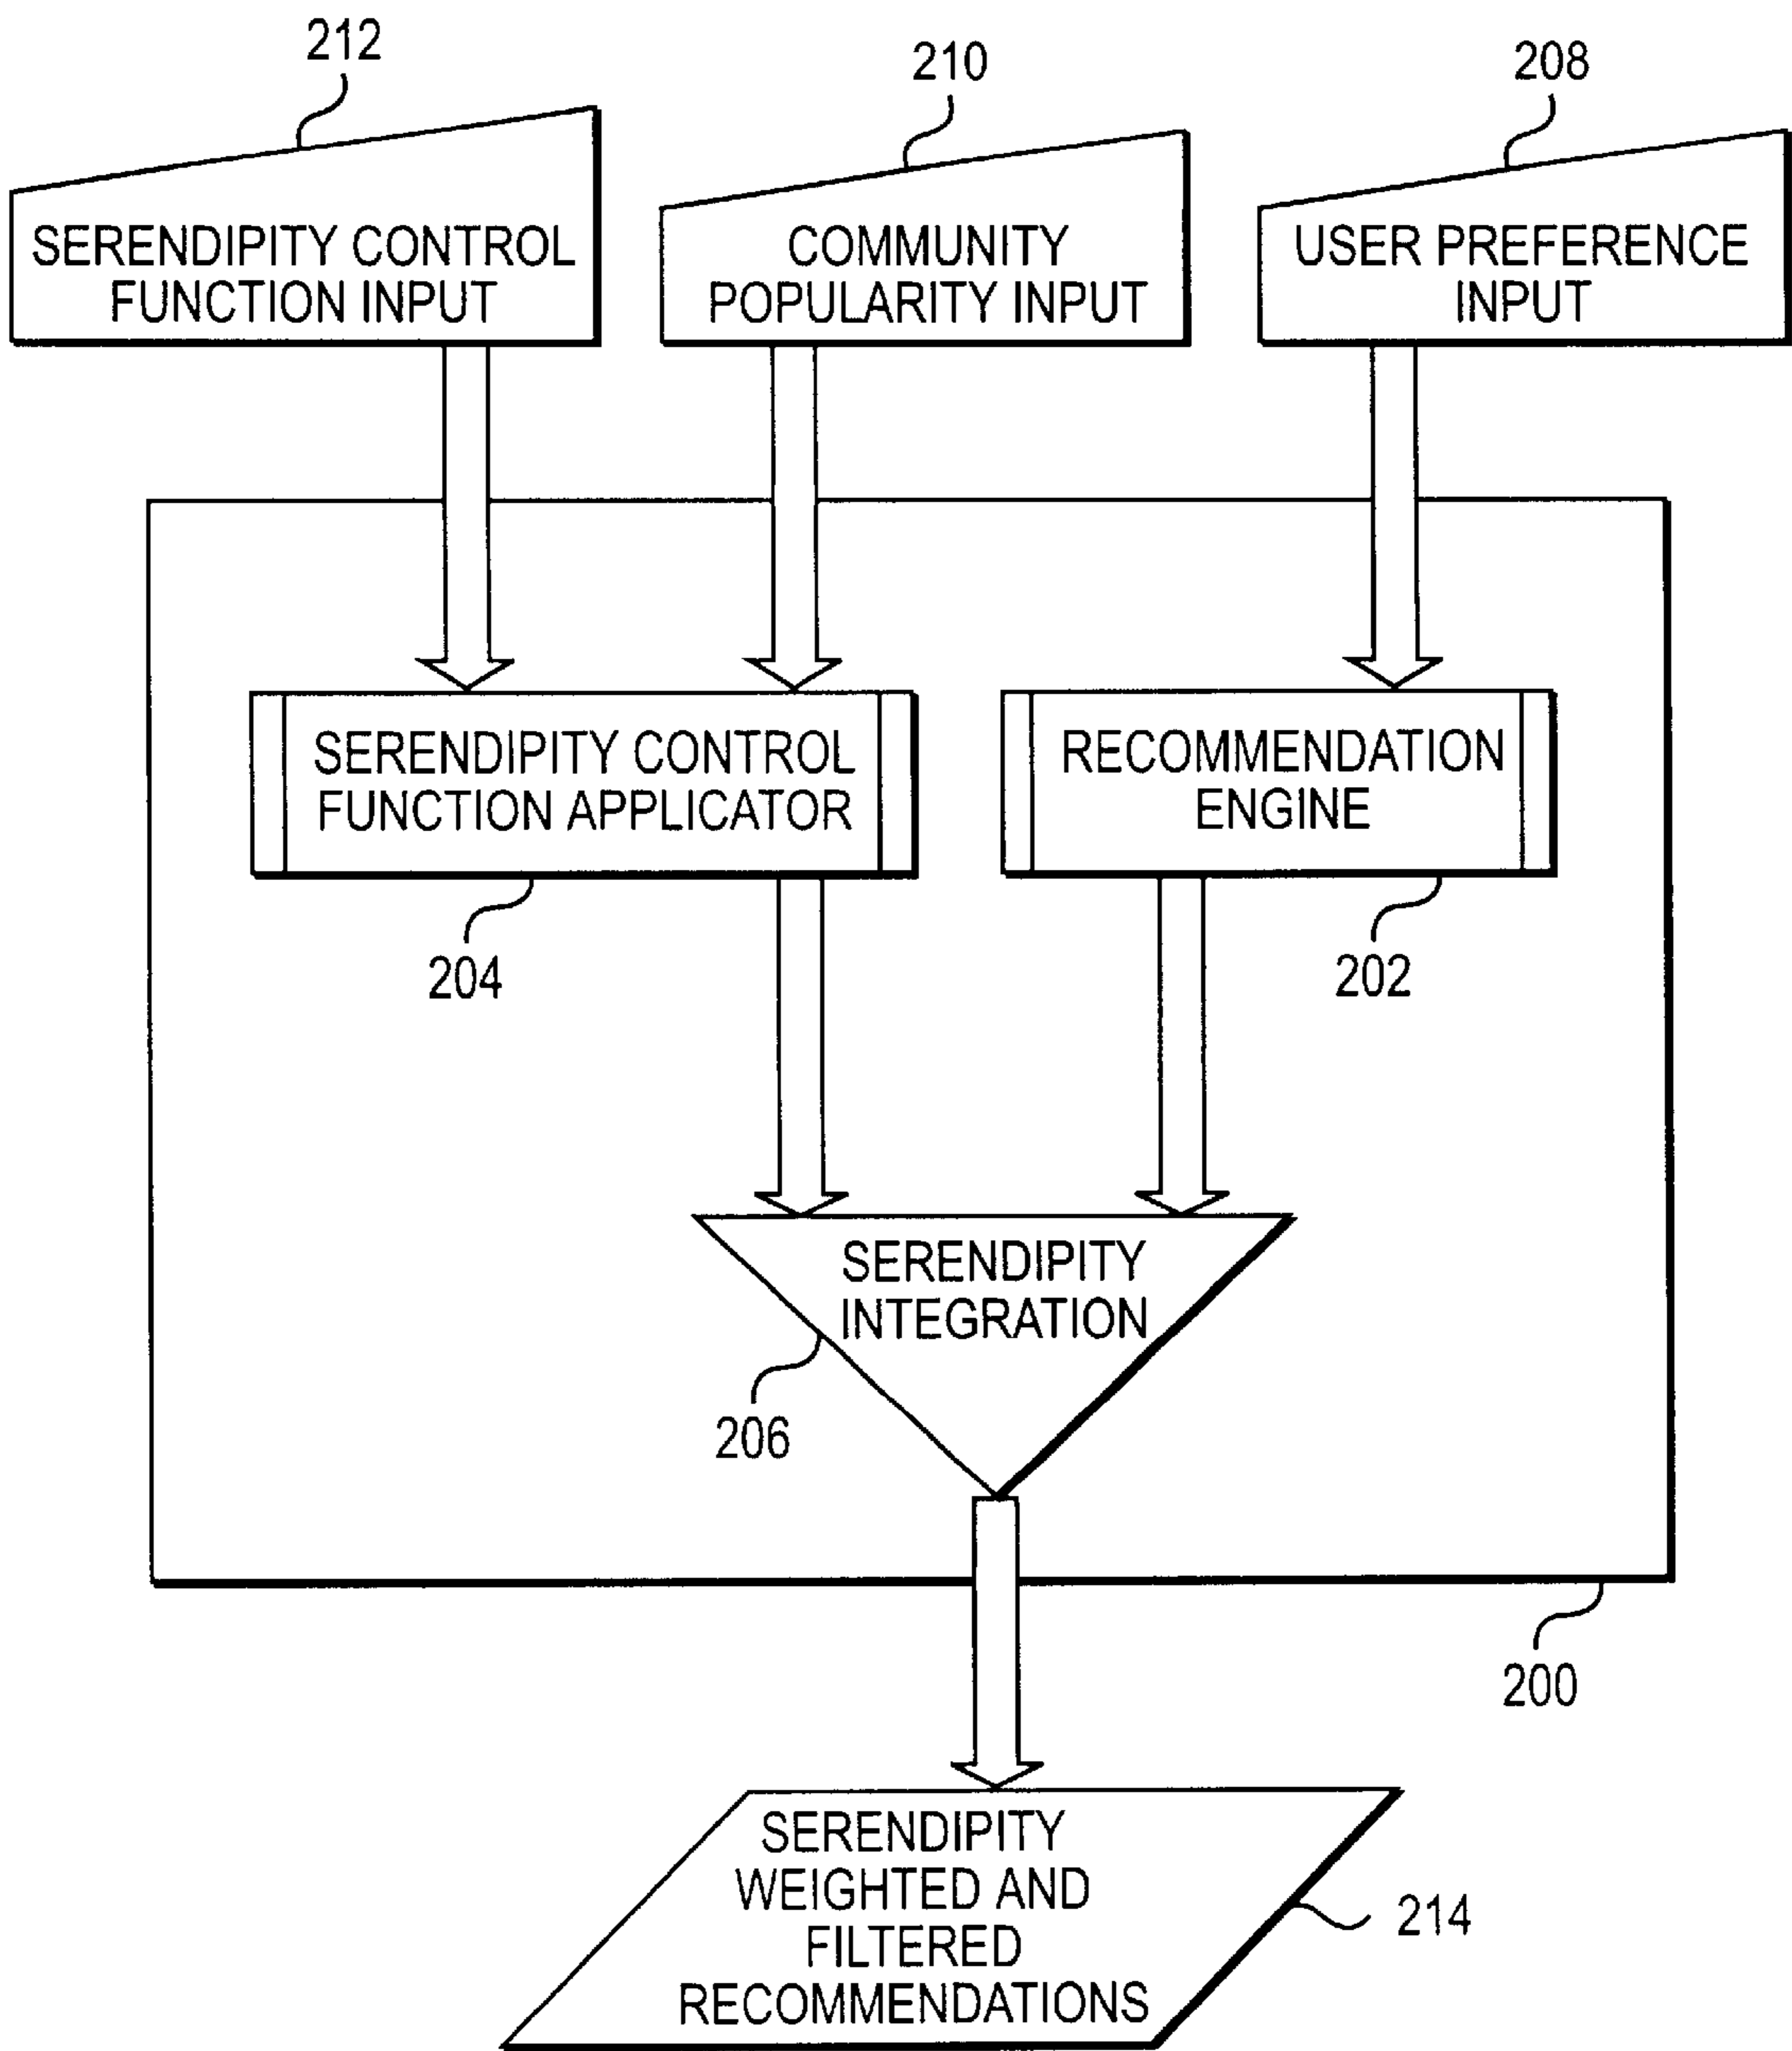 212
210
208
SERENDIPITY CONTROL
FUNCTION INPUT
COMMUNITY
POPULARITY INPUT
USER PREFERENCE
INPUT
SERENDIPITY CONTROL
FUNCTION APPLICATOR
RECOMMENDATION
ENGINE
204
202
SERENDIPITY
INTEGRATION
206
200
SERENDIPITY
WEIGHTED AND
FILTERED
RECOMMENDATIONS
214